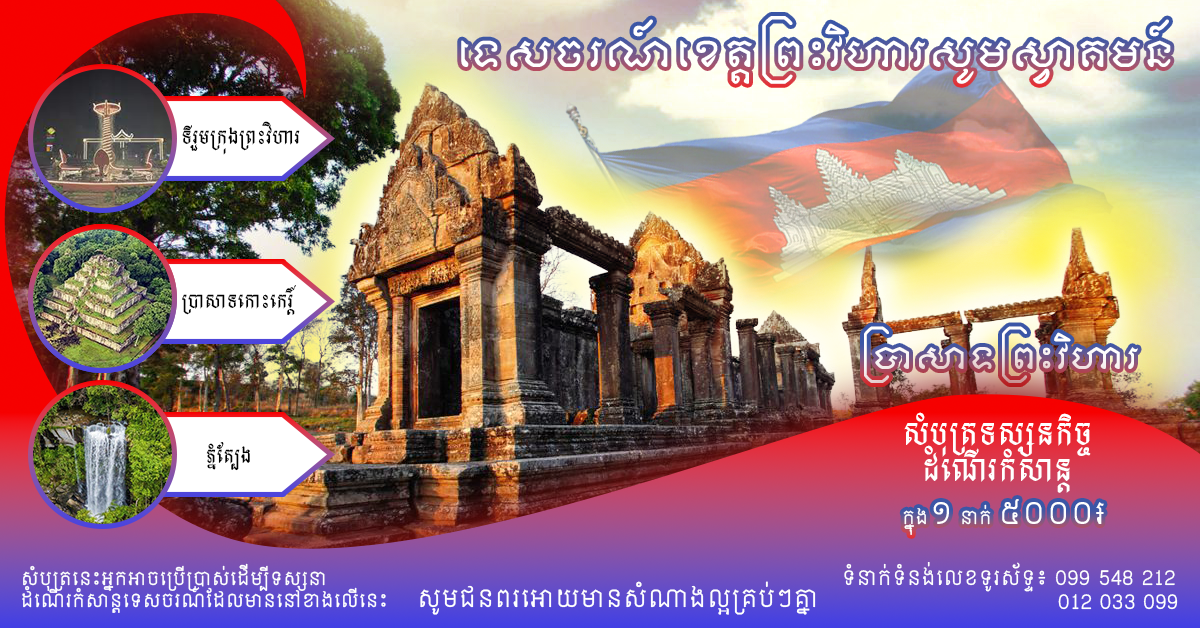 ទេសចរណ៍ខេត្តព្រះវិហារសូមស្វាគមន៍
ទីរួមក្រុងព្រះវិហារ
ប្រាសាទកោះកេរ្តិ៍
ភ្នំត្បែង
ប្រាសាទព្រះវិហារ
សំបុត្រទស្សនកិច្ច
ដំណើរកំសាន្ត
ក្នុង ១ នាក់ ៥០០០៛
សំបុត្រនេះអ្នកអាចប្រើប្រាស់ដើម្បីទស្សនា
ដំណើរកំសាន្តទេសចរណ៍ដែលមាននៅខាងលើនេះ
សូមជនពរអោយមានសំណាងល្អគ្រប់ៗគ្នា
ទំនាក់ទំនង់លេខទូរស័ទ្ទ៖ 099 548 212
012 033 099